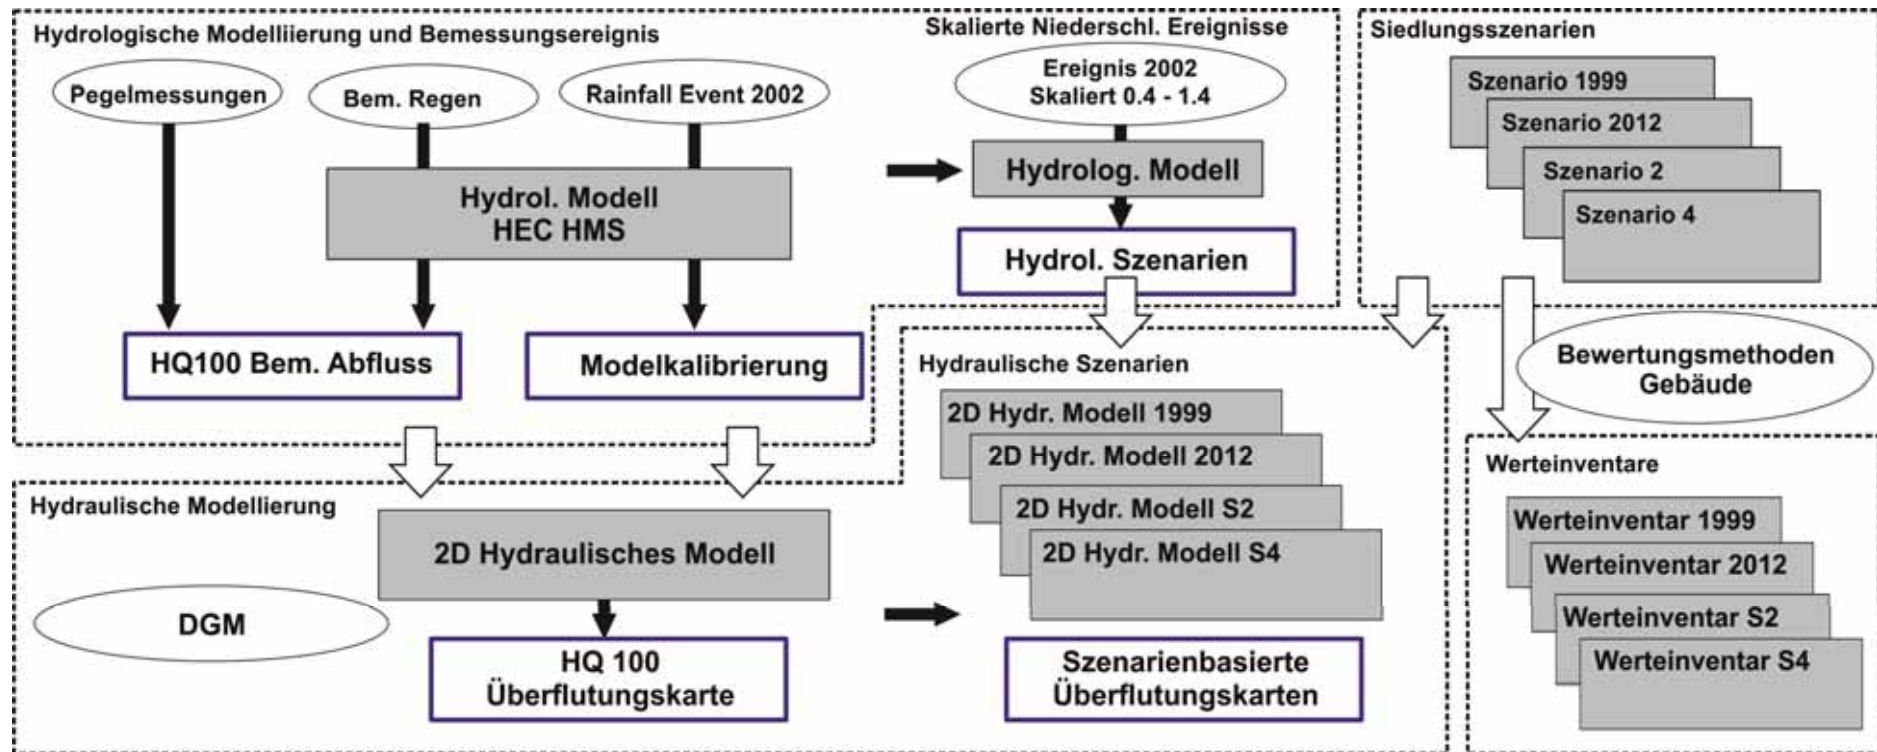 Hydrologische Modelliierung und Bemessungsereignis
Pegelmessungen
Bem. Regen
Rainfall Event 2002
Hydrol. Modell
HEC HMS
HQ100 Bem. Abfluss
Modelkalibrierung
Skalierte Niederschl. Ereignisse
Ereignis 2002
Skaliert 0.4 - 1.4
Hydrolog. Modell
Hydrol. Szenarien
Siedlungsszenarien
Szenario 1999
Szenario 2012
Szenario 2
Szenario 4
Bewertungsmethoden
Gebäude
Hydraulische Szenarien
2D Hydr. Modell 1999
2D Hydr. Modell 2012
2D Hydr. Modell S2
2D Hydr. Modell S4
Szenarienbasierte
Überflutungskarten
Hydraulische Modellierung
2D Hydraulisches Modell
DGM
HQ 100
Überflutungskarte
Werteinventare
Werteinventar 1999
Werteinventar 2012
Werteinventar S2
Werteinventar S4